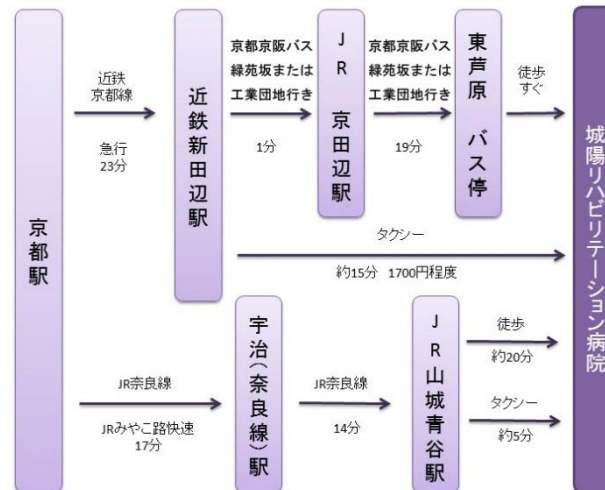 京都駅
近鉄
京都線
急行
23分
近鉄新田辺駅
京都京阪バス
緑苑坂または
工業団地行き
1分
JR 京田辺駅
京都京阪バス
緑苑坂または
工業団地行き
19分
東芦原 バス停
徒歩
すぐ
タクシー
約15分 1700円程度
JR奈良線
JRみやこ路快速
17分
宇治(奈良線)駅
JR奈良線
14分
JR山城青谷駅
徒歩
約20分
タクシー
約5分
城陽リハビリテーション病院